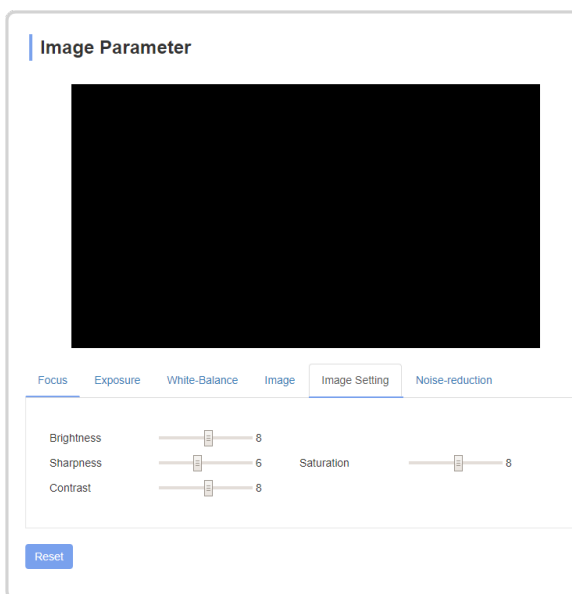 Image Parameter
Focus Exposure White-Balance Image Image Setting Noise-reduction
Brightness 8
Sharpness 6 Saturation 8
Contrast 8
Reset